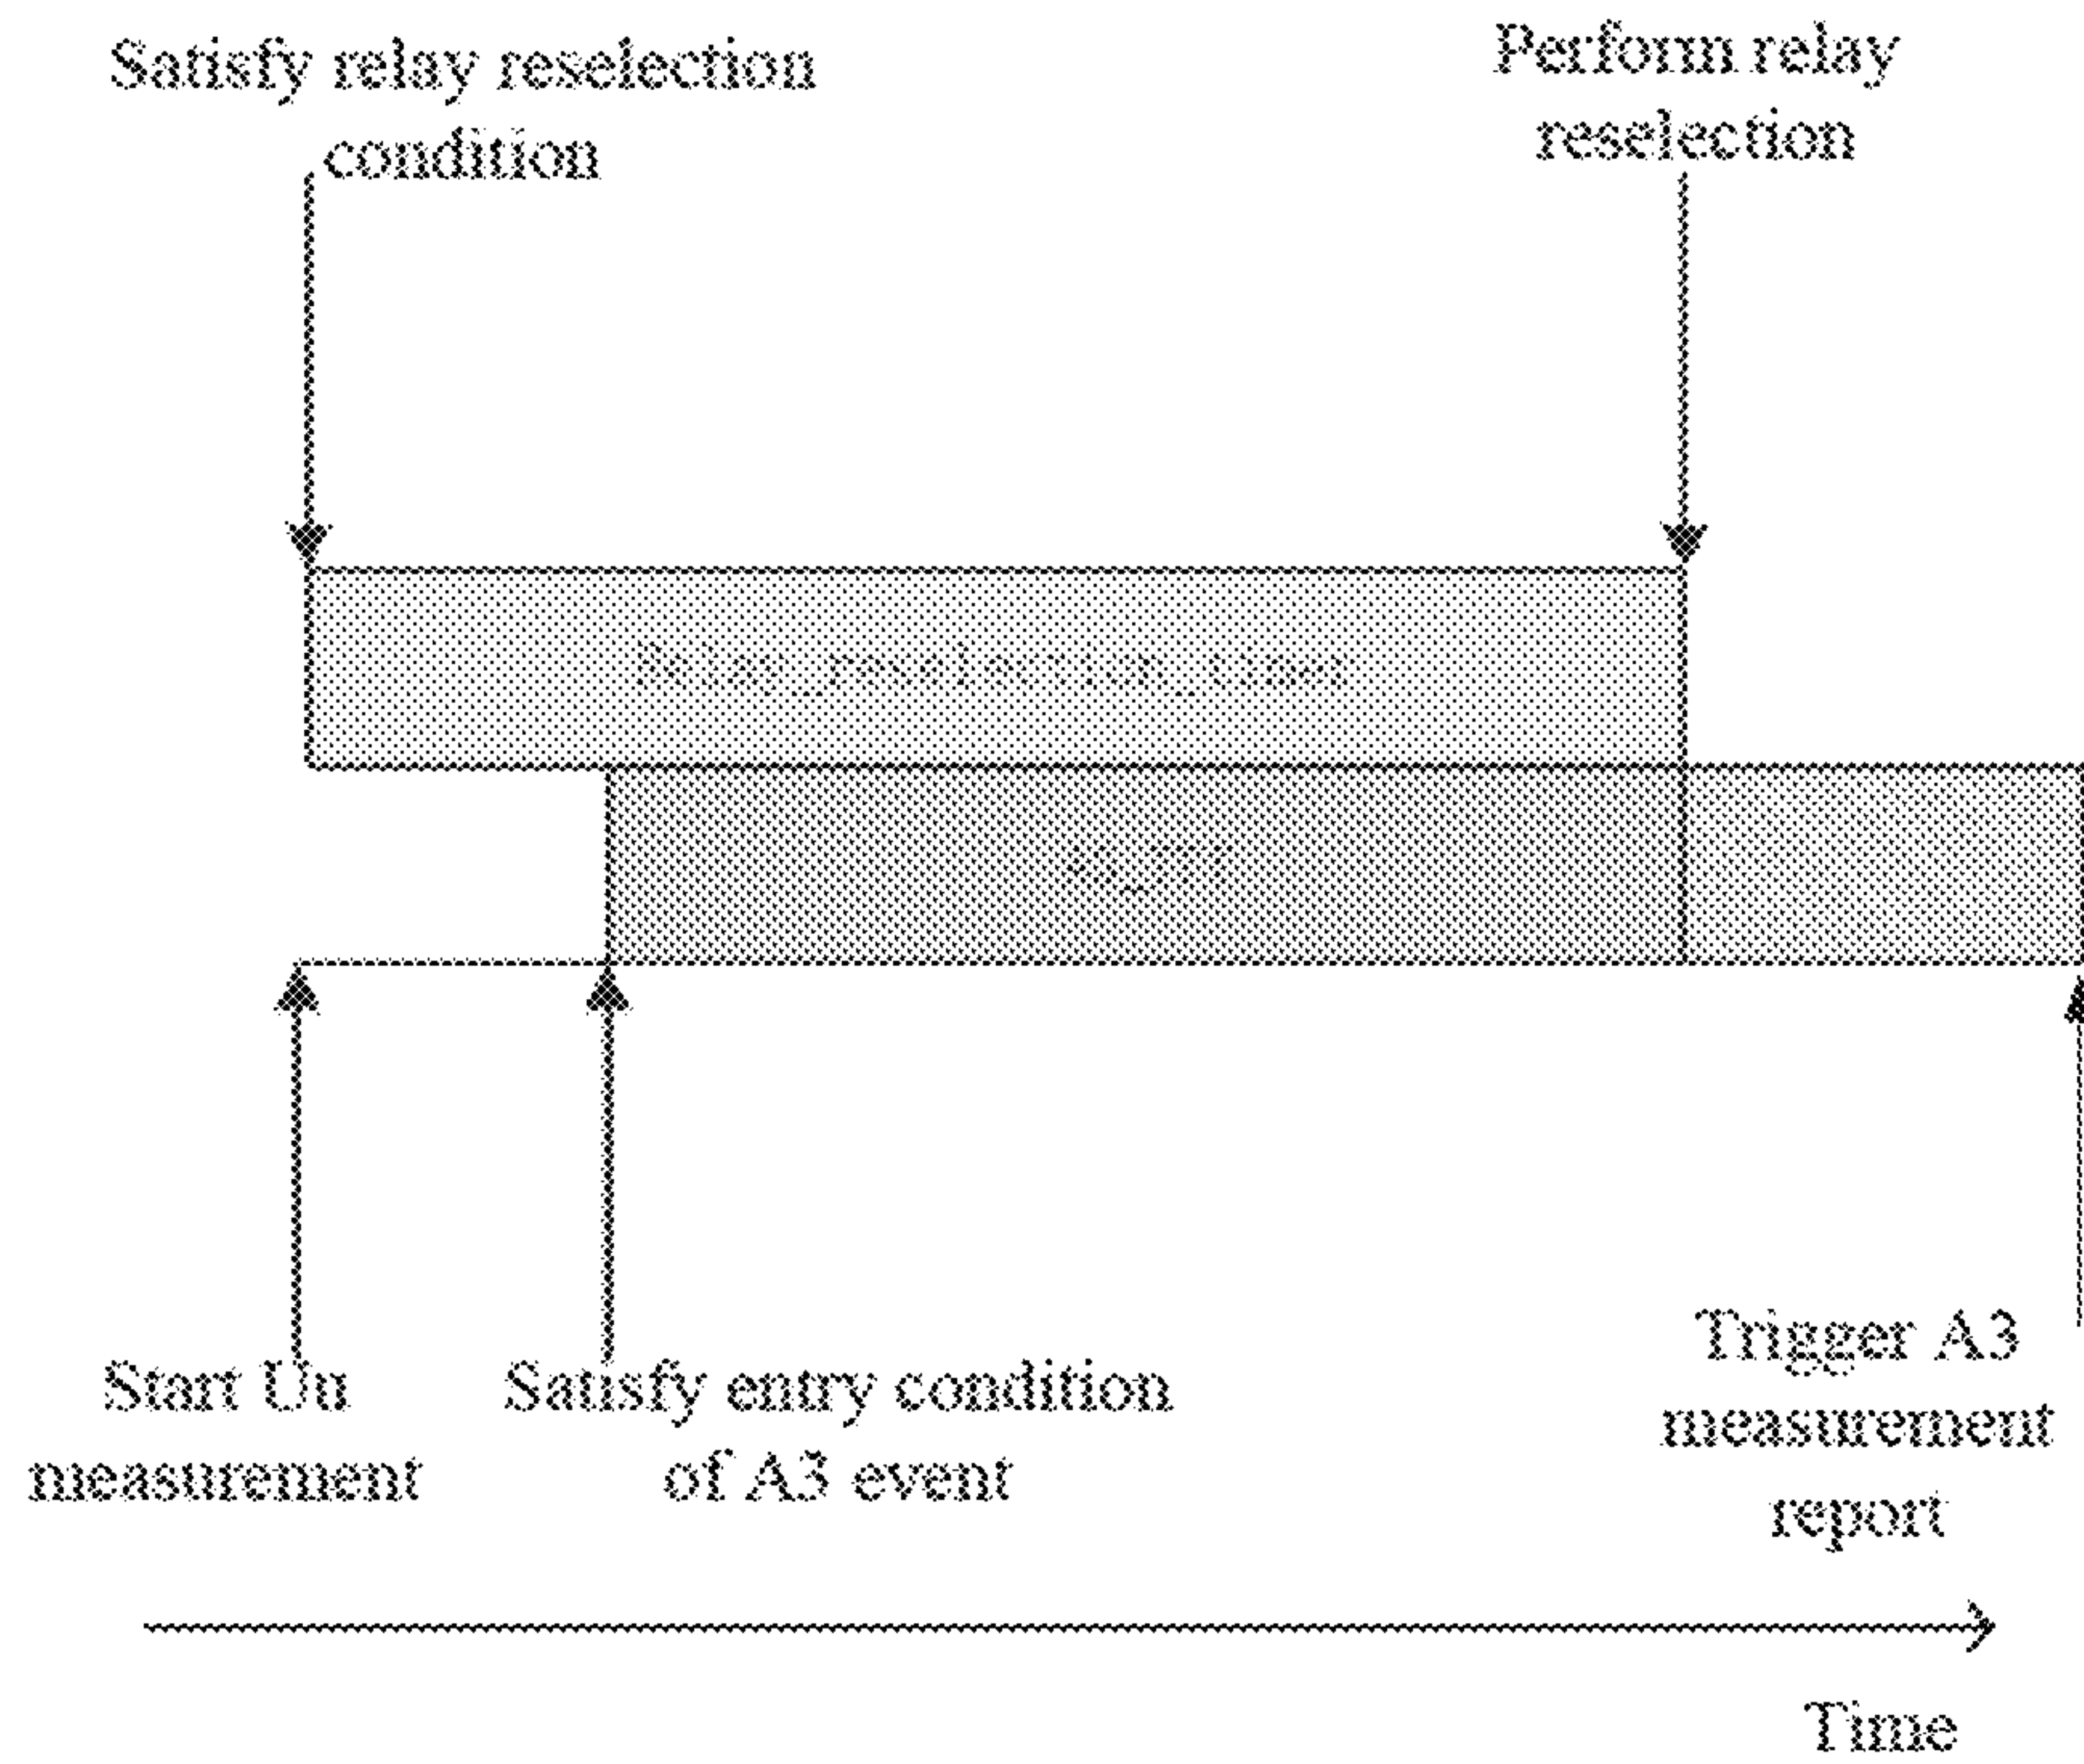 Satisfy relay reselection
condition
Perform relay
reselection
Relay_reselection_timer
Start Uu
measurement
Satisfy entry condition
of A3 event
Trigger A3
measurement
report
Time